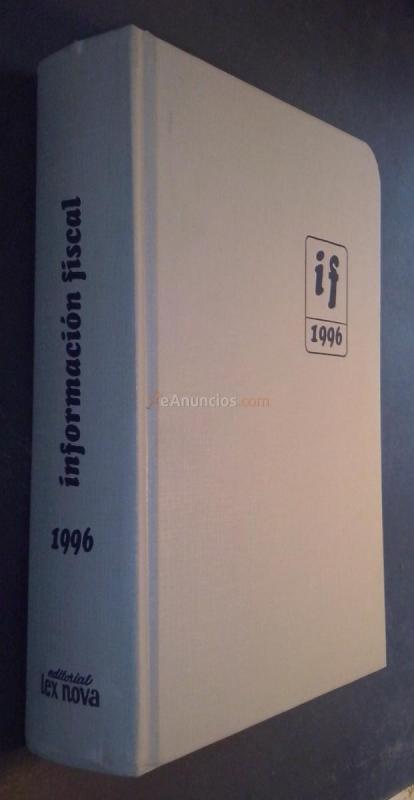 información fiscal
1996
editorial
lex nova
if
1996
eAnuncios.com